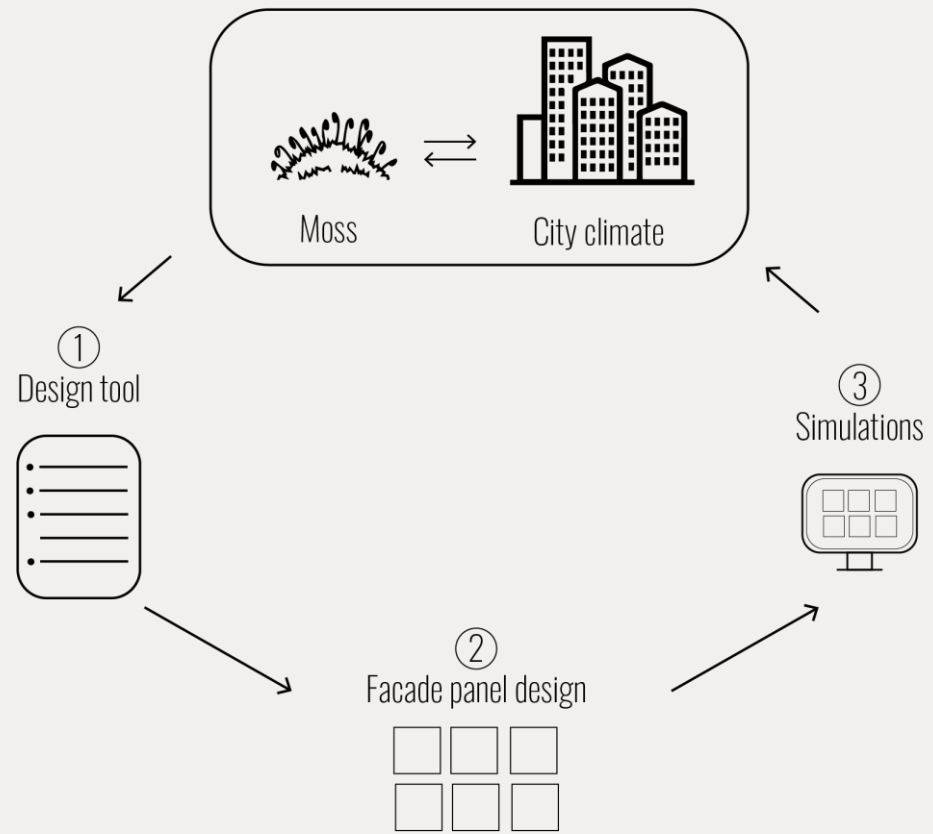 Moss
City climate
1
Design tool
3
Simulations
2
Facade panel design